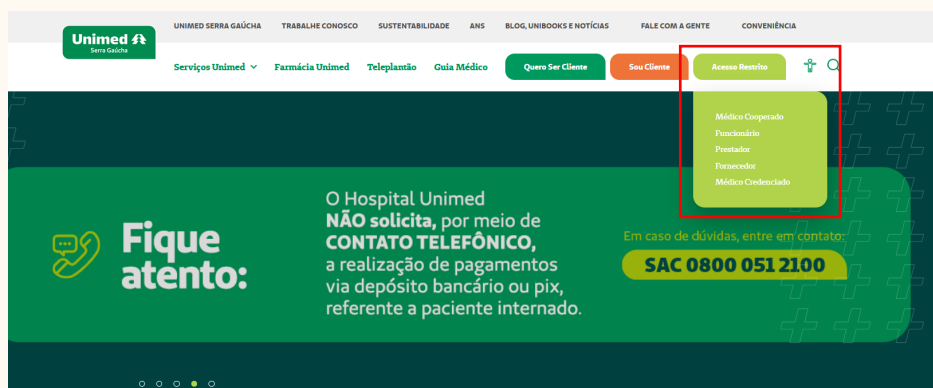 UNIMED SERRA GAÚCHA TRABALHE CONOSCO SUSTENTABILIDADE ANS BLOG, UNIBOOKS E NOTÍCIAS FALE COM A GENTE CONVENIÊNCIA
Unimed
Serra Gaúcha
Serviços Unimed Farmácia Unimed Teleplantão Guia Médico Quero Ser Cliente Sou Cliente Acesso Restrito
Médico Cooperado
Funcionário
Prestador
Fornecedor
Médico Credenciado
Fique
atento:
O Hospital Unimed
NÃO solicita, por meio de
CONTATO TELEFÔNICO,
a realização de pagamentos
via depósito bancário ou pix,
referente a paciente internado.
Em caso de dúvidas, entre em contato:
SAC 0800 051 2100